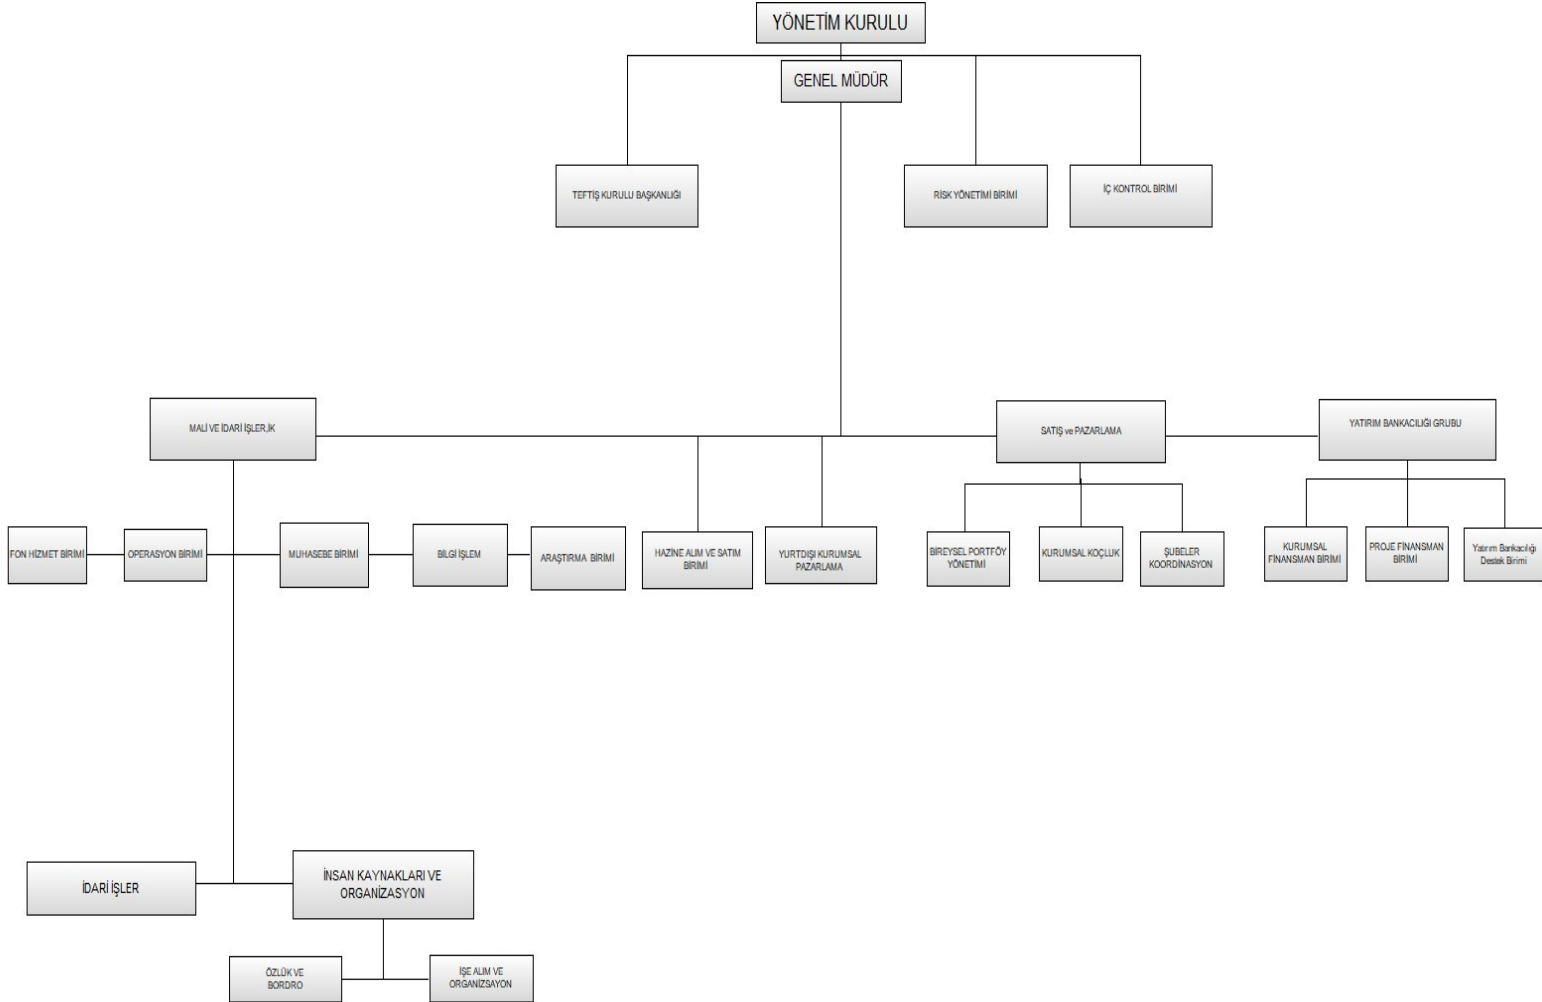 YÖNETİM KURULU
GENEL MÜDÜR
TEFTİŞ KURULU BAŞKANLIĞI
RİSK YÖNETİMİ BİRİMİ
İÇ KONTROL BİRİMİ
MALİ VE İDARİ İŞLER,İK
SATIŞ ve PAZARLAMA
YATIRIM BANKACILIĞI GRUBU
FON HİZMET BİRİMİ
OPERASYON BİRİMİ
MUHASEBE BİRİMİ
BİLGİ İŞLEM
ARAŞTIRMA BİRİMİ
HAZİNE ALIM VE SATIM
BİRİMİ
YURTDIŞI KURUMSAL
PAZARLAMA
BİREYSEL PORTFÖY
YÖNETİMİ
KURUMSAL KOÇLUK
ŞUBELER
KOORDİNASYON
KURUMSAL
FİNANSMAN BİRİMİ
PROJE FİNANSMAN
BİRİMİ
Yatırım Bankacılığı
Destek Birimi
İDARİ İŞLER
İNSAN KAYNAKLARI VE
ORGANİZASYON
ÖZLÜK VE
BORDRO
İŞE ALIM VE
ORGANİZSAYON